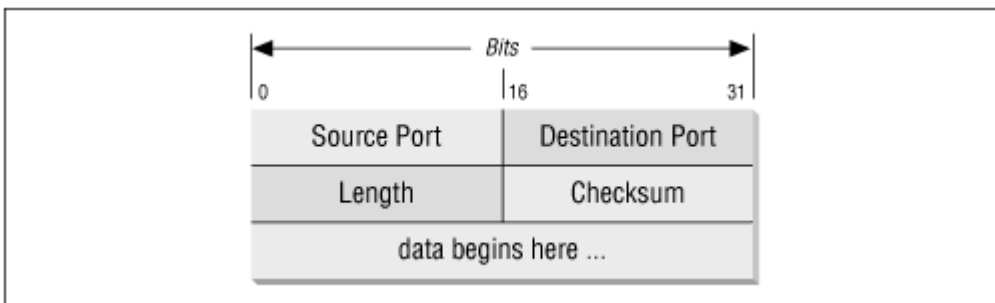 Bits
0 16 31
Source Port Destination Port
Length Checksum
data begins here ...